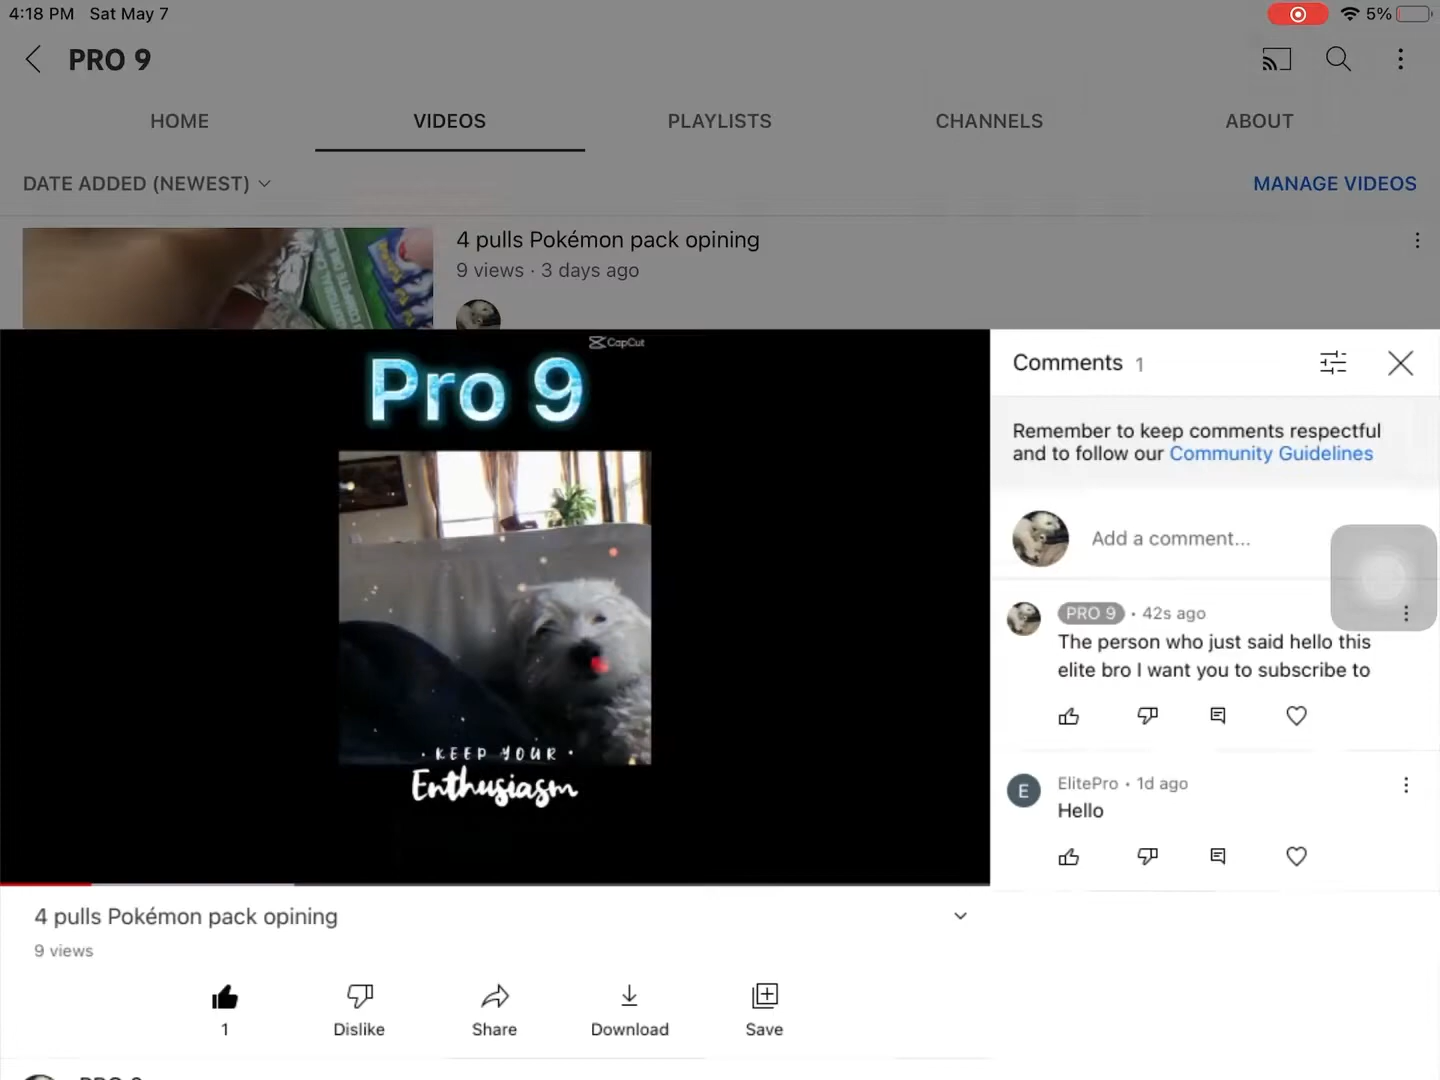 4:18 PM Sat May 7
5%
PRO 9
HOME
VIDEOS
PLAYLISTS
CHANNELS
ABOUT
DATE ADDED (NEWEST)
MANAGE VIDEOS
4 pulls Pokémon pack opining
9 views · 3 days ago
CapCut
Pro 9
• KEEP YOUR •
Enthusiasm
Comments 1
Remember to keep comments respectful
and to follow our Community Guidelines
Add a comment...
PRO 9 • 42s ago
The person who just said hello this
elite bro I want you to subscribe to
E
ElitePro • 1d ago
Hello
4 pulls Pokémon pack opining
9 views
1
Dislike
Share
Download
Save